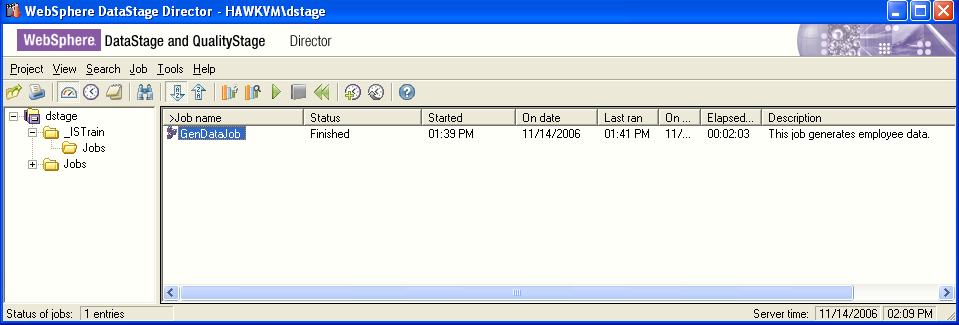 WebSphere DataStage Director - HAWKVM\dstage
WebSphere. DataStage and QualityStage Director
Project View Search Job Tools Help
dstage
_ISTrain
Jobs
Jobs
>Job name Status Started On date Last ran On ... Elapsed... Description
GenDataJob Finished 01:39 PM 11/14/2006 01:41 PM 11/... 00:02:03 This job generates employee data.
Status of jobs: 1 entries Server time: 11/14/2006 02:09 PM